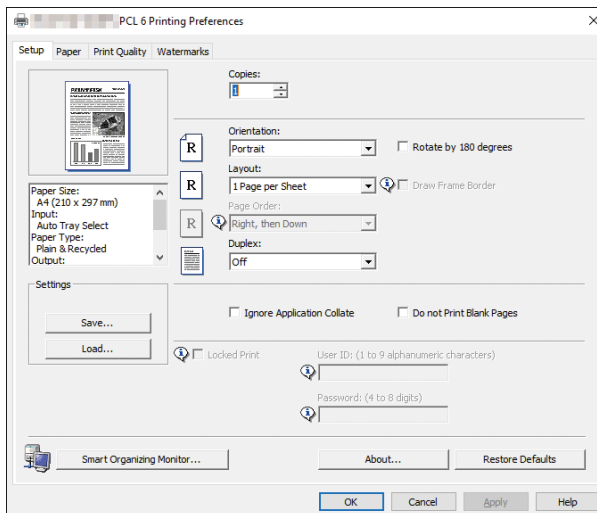 PCL 6 Printing Preferences
Setup Paper Print Quality Watermarks
Copies:
1
Orientation:
Portrait
Rotate by 180 degrees
Layout:
1 Page per Sheet
Draw Frame Border
Page Order:
Right, then Down
Duplex:
Off
Paper Size:
A4 (210 x 297 mm)
Input:
Auto Tray Select
Paper Type:
Plain & Recycled
Output:
Settings
Save...
Load...
Ignore Application Collate
Do not Print Blank Pages
Locked Print
User ID: (1 to 9 alphanumeric characters)
Password: (4 to 8 digits)
Smart Organizing Monitor...
About...
Restore Defaults
OK
Cancel
Apply
Help